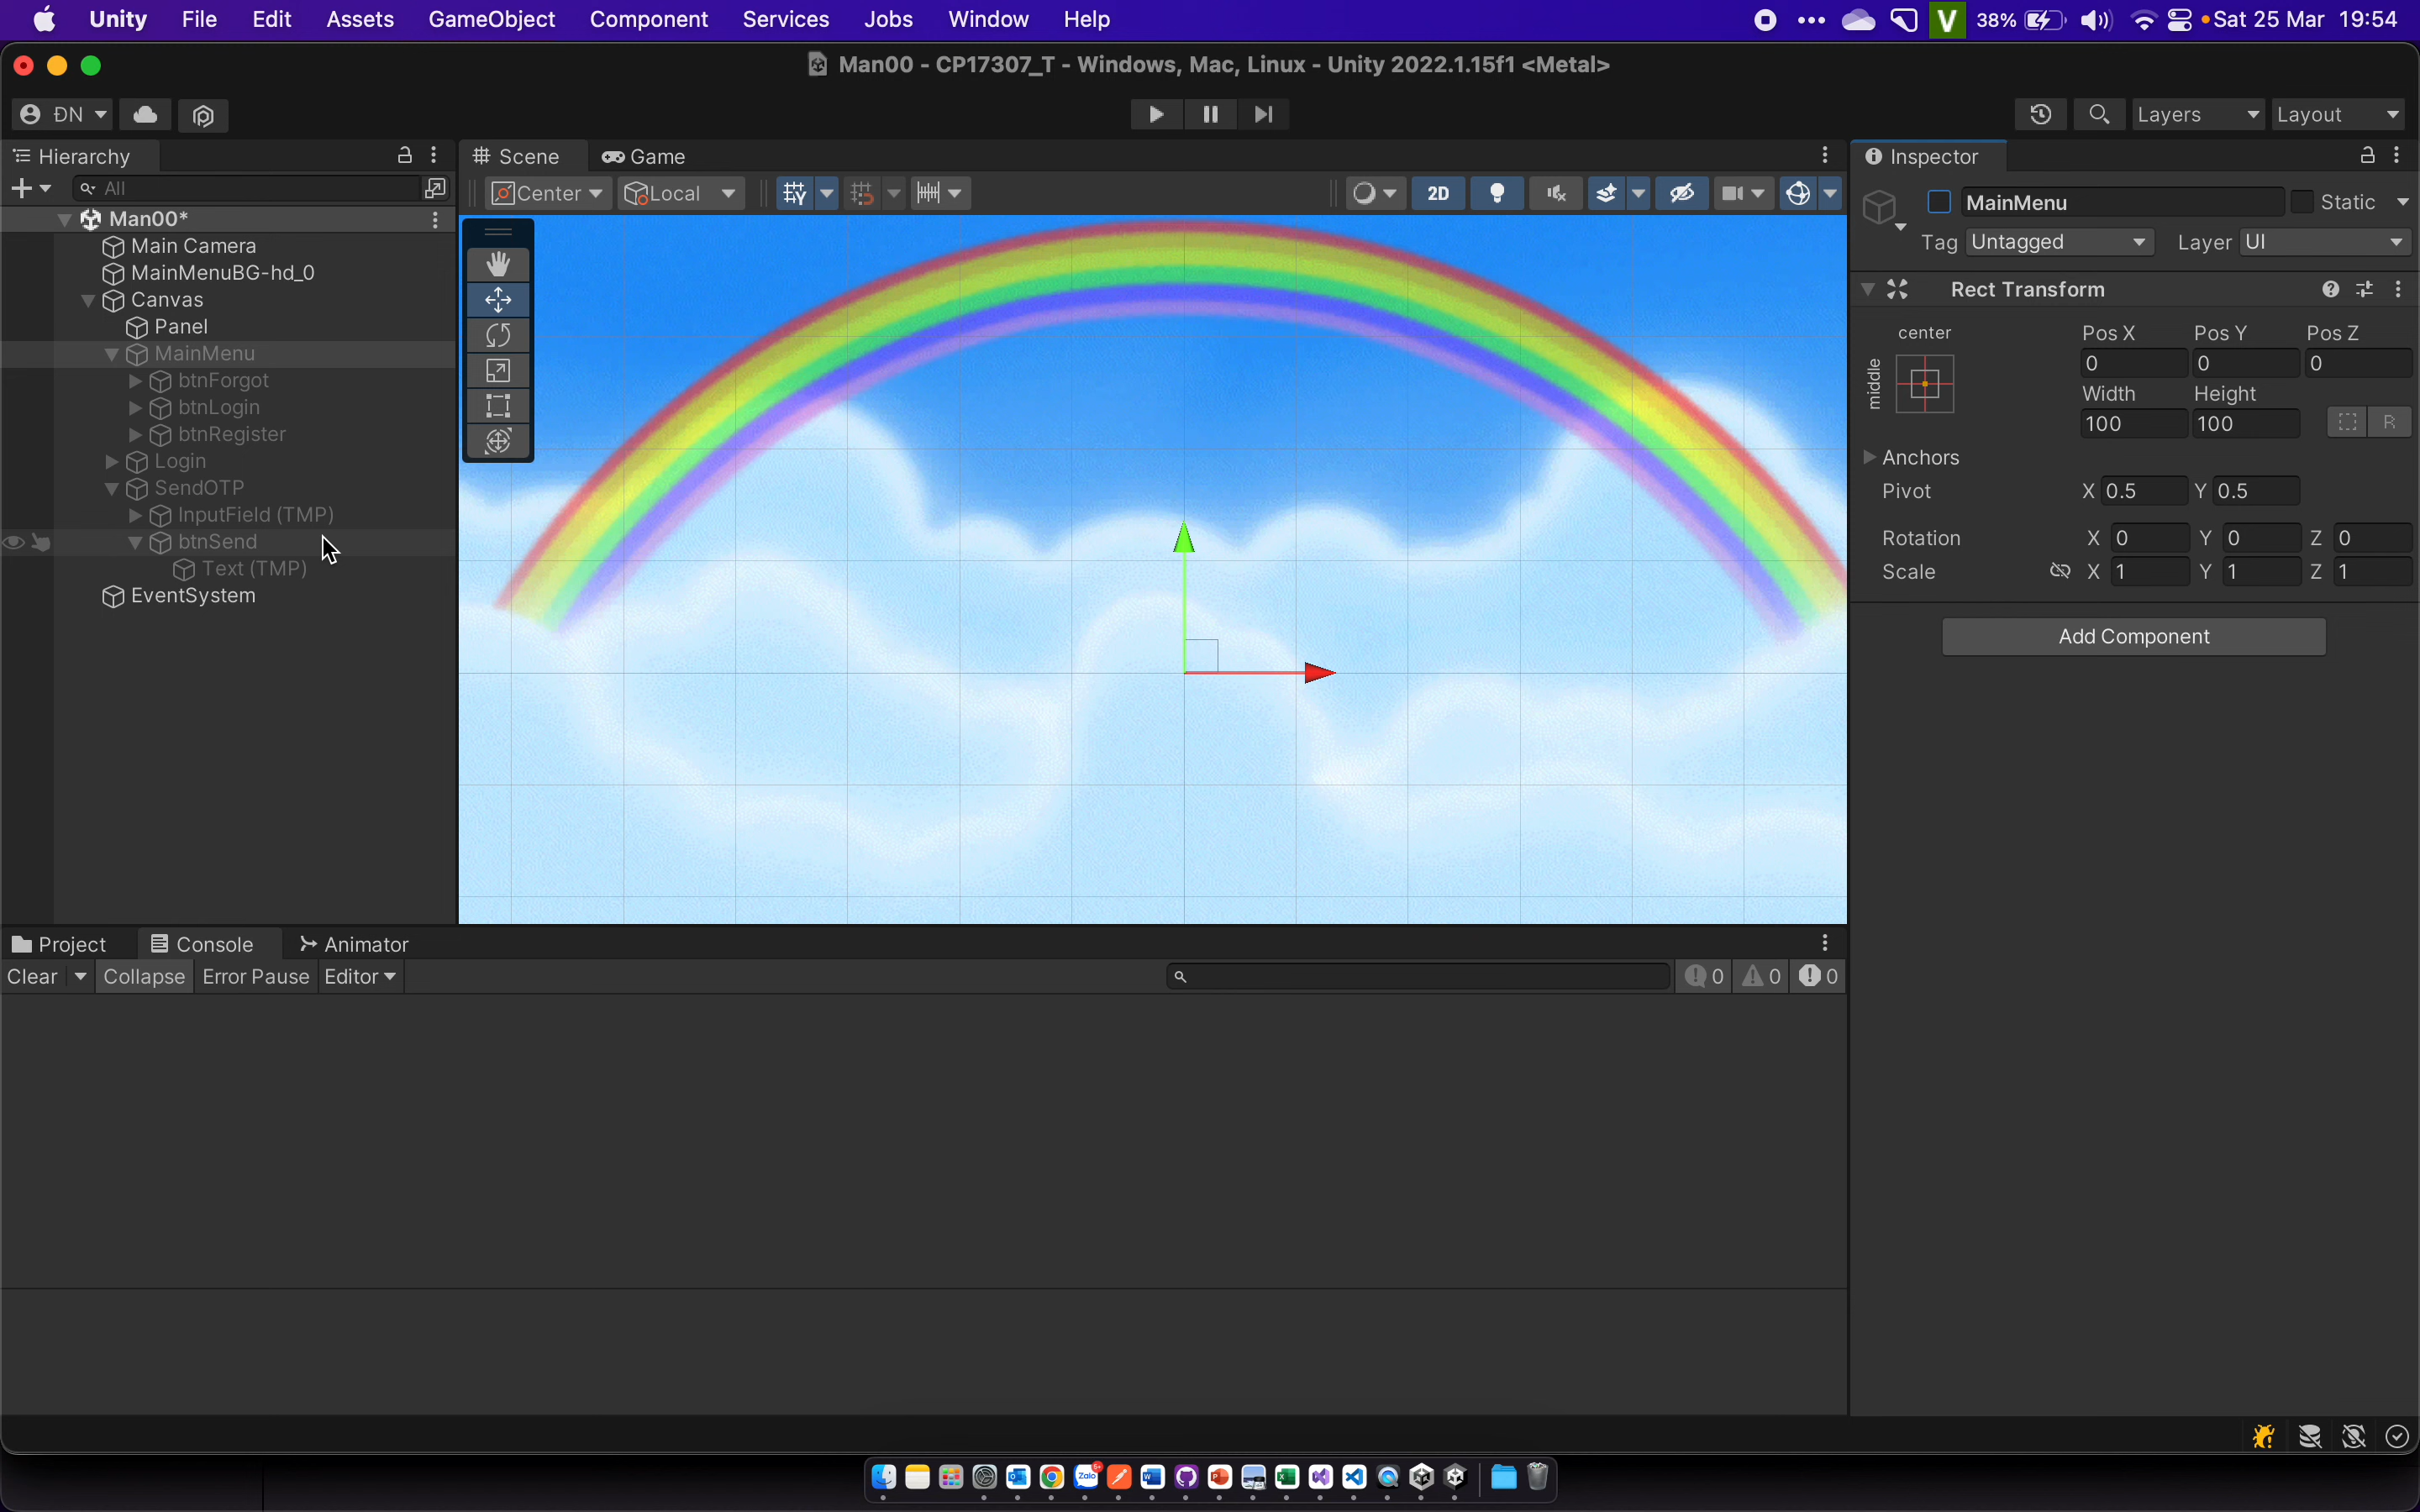 Unity File Edit Assets GameObject Component Services Jobs Window Help V 38% Sat 25 Mar 19:54
Man00 - CP17307_T - Windows, Mac, Linux - Unity 2022.1.15f1 <Metal>
ĐN Layers Layout
Hierarchy
All
Man00*
Main Camera
MainMenuBG-hd_0
Canvas
Panel
MainMenu
btnForgot
btnLogin
btnRegister
Login
SendOTP
InputField (TMP)
btnSend
Text (TMP)
EventSystem
Scene Game
Center Local 2D
Inspector
MainMenu Static
Tag Untagged Layer UI
Rect Transform
center
middle
Pos X Pos Y Pos Z
0 0 0
Width Height
100 100 R
Anchors
Pivot X 0.5 Y 0.5
Rotation X 0 Y 0 Z 0
Scale X 1 Y 1 Z 1
Add Component
Project Console Animator
Clear Collapse Error Pause Editor 0 0 0
Zalo 5+